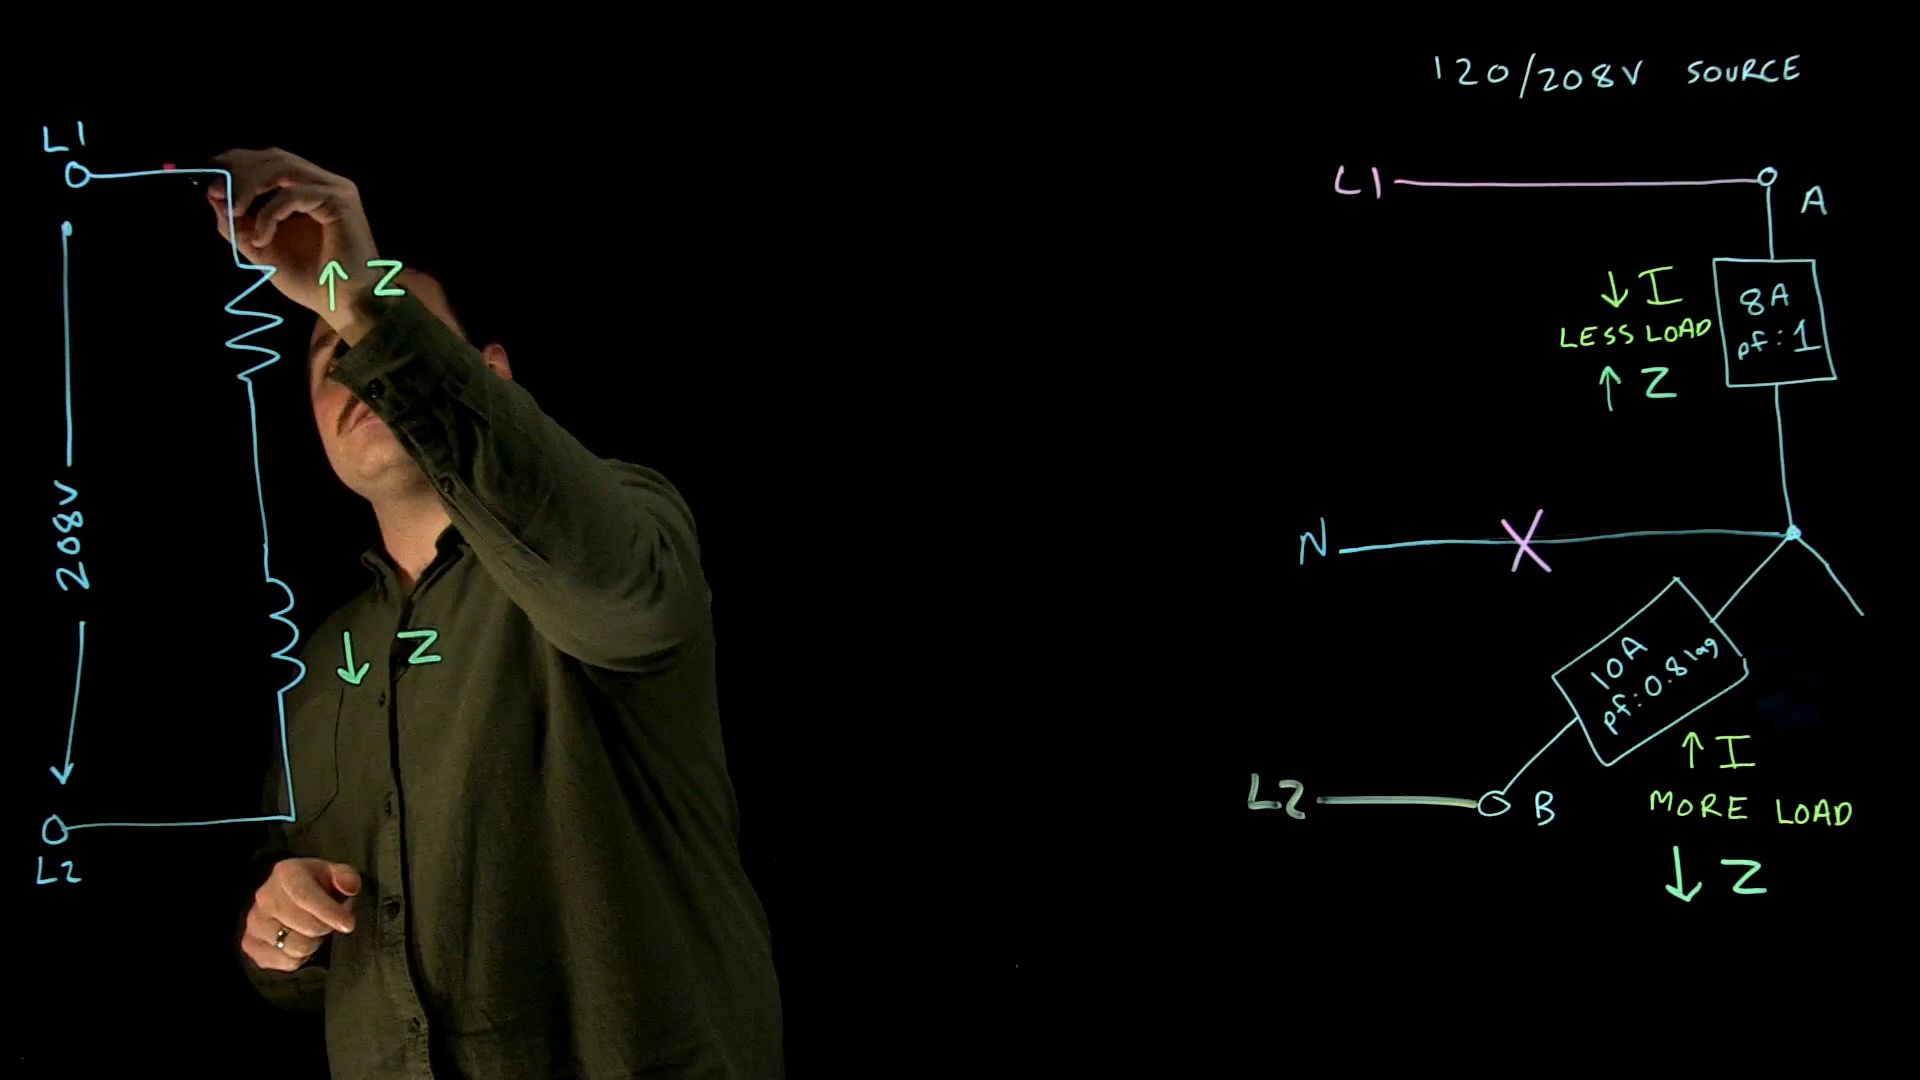 L1
↑ Z
208V
↓ Z
L2
120/208V SOURCE
L1
A
↓ I
LESS LOAD
↑ Z
8A
pf:1
N
X
10A
pf:0.8 lag
L2
B
↑ I
MORE LOAD
↓ Z